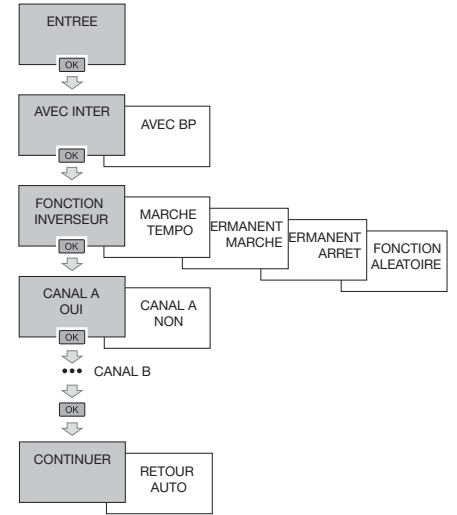 ENTREE
OK
AVEC INTER
AVEC BP
OK
FONCTION
INVERSEUR
MARCHE
TEMPO
ERMANENT
MARCHE
ERMANENT
ARRET
FONCTION
ALEATOIRE
OK
CANAL A
OUI
CANAL A
NON
OK
••• CANAL B
OK
CONTINUER
RETOUR
AUTO